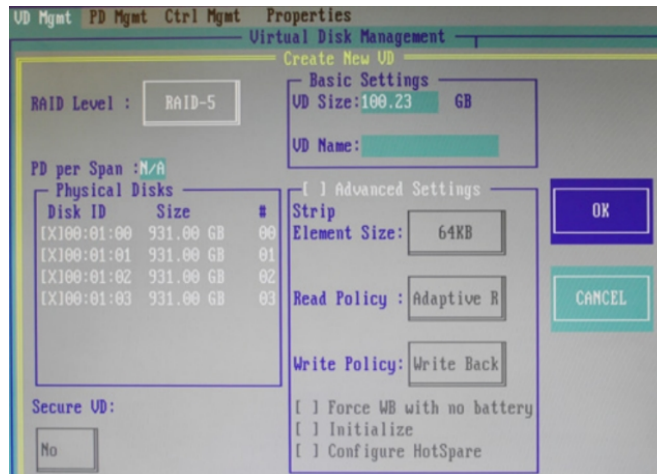 VD Mgmt PD Mgmt Ctrl Mgmt Properties
Virtual Disk Management
Create New VD
RAID Level : RAID-5
Basic Settings
VD Size:100.23 GB
VD Name:
PD per Span :N/A
Physical Disks
Disk ID Size #
[X]00:01:00 931.00 GB 00
[X]00:01:01 931.00 GB 01
[X]00:01:02 931.00 GB 02
[X]00:01:03 931.00 GB 03
Secure VD:
No
[ ] Advanced Settings
Strip
Element Size: 64KB
Read Policy : Adaptive R
Write Policy: Write Back
[ ] Force WB with no battery
[ ] Initialize
[ ] Configure HotSpare
OK
CANCEL